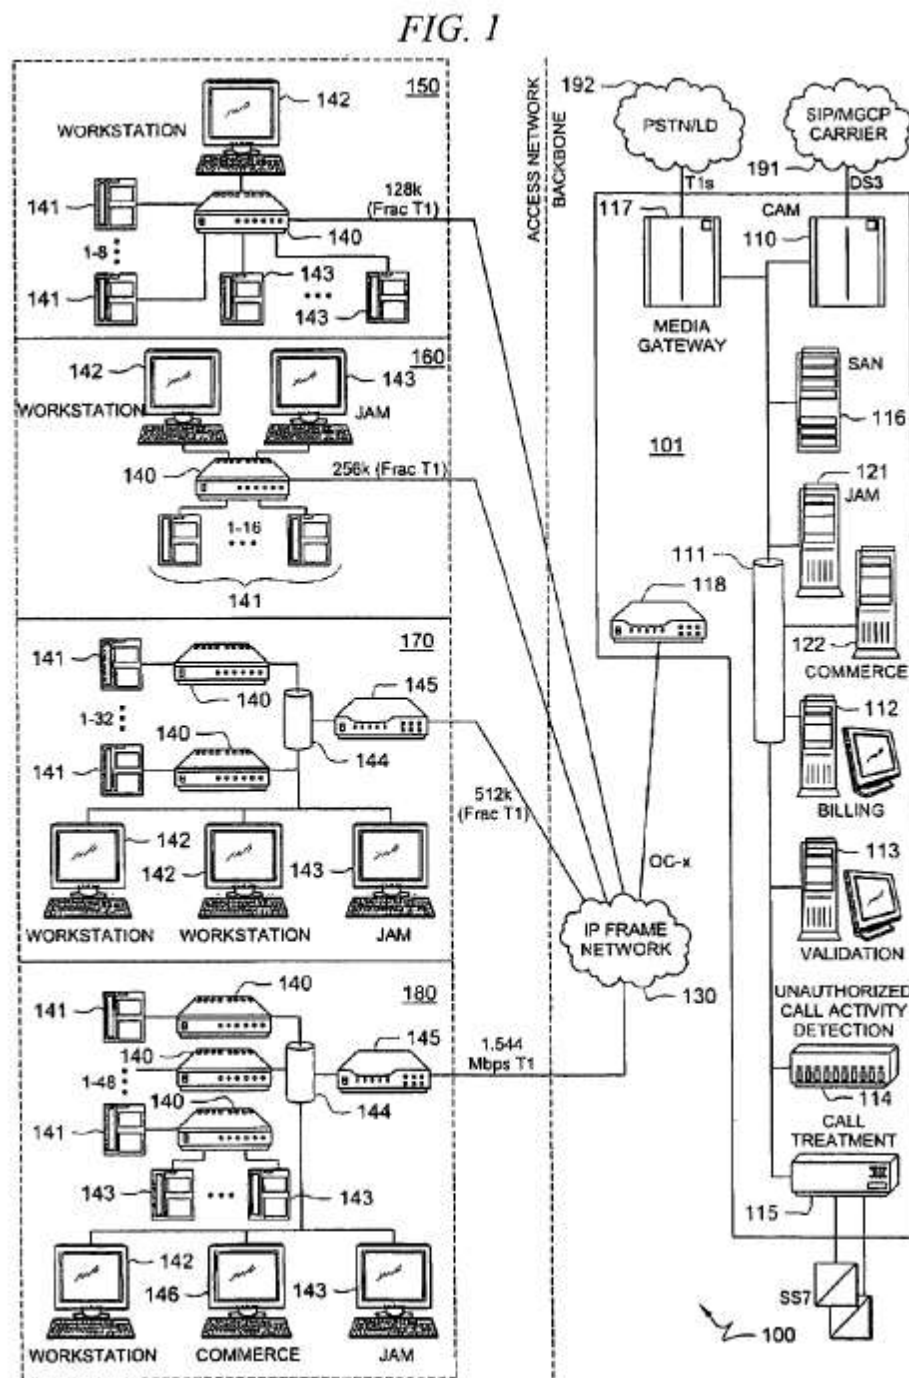 FIG. 1
150
142
WORKSTATION
141
128k
(Frac T1)
140
1-8
143
141
143
142
160
143
WORKSTATION
JAM
140
256k (Frac T1)
1-16
141
170
141
140
145
1-32
140
144
141
512k
(Frac T1)
142
142
143
WORKSTATION
WORKSTATION
JAM
140
180
141
140
145
1.544
Mbps T1
1-48
140
144
141
143
143
142
146
143
WORKSTATION
COMMERCE
JAM
ACCESS NETWORK
BACKBONE
192
PSTN/LD
SIP/MGCP
CARRIER
191
T1s
DS3
117
CAM
110
MEDIA
GATEWAY
SAN
116
101
121
JAM
111
118
122
COMMERCE
112
BILLING
OC-x
113
IP FRAME
NETWORK
VALIDATION
130
UNAUTHORIZED
CALL ACTIVITY
DETECTION
114
CALL
TREATMENT
115
SS7
100